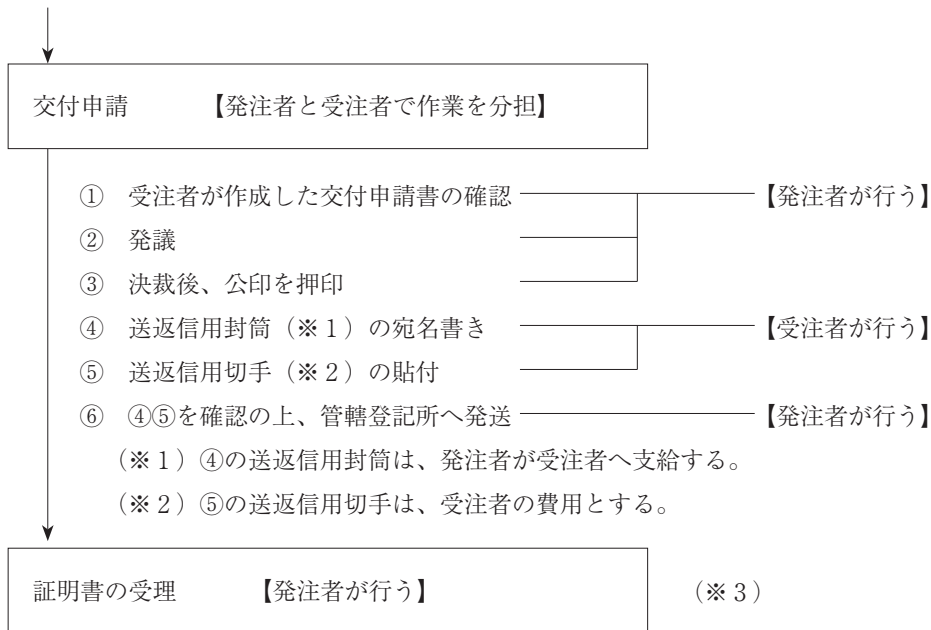 交付申請　　【発注者と受注者で作業を分担】
①　受注者が作成した交付申請書の確認　【発注者が行う】
②　発議
③　決裁後、公印を押印
④　送返信用封筒（※１）の宛名書き　【受注者が行う】
⑤　送返信用切手（※２）の貼付
⑥　④⑤を確認の上、管轄登記所へ発送　【発注者が行う】
（※１）④の送返信用封筒は、発注者が受注者へ支給する。
（※２）⑤の送返信用切手は、受注者の費用とする。
証明書の受理　　【発注者が行う】　（※３）